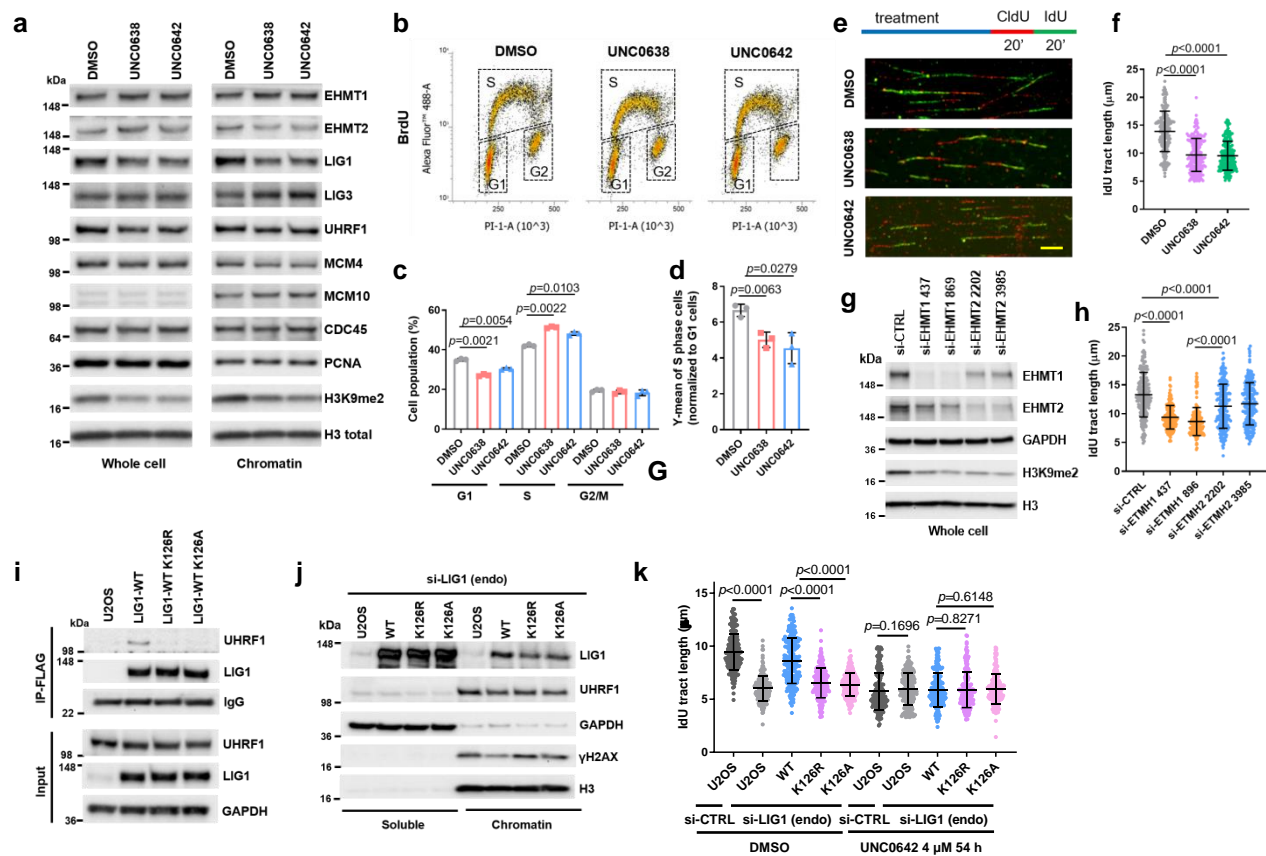 a
DMSO
UNC0638
UNC0642
DMSO
UNC0638
UNC0642
kDa
148
EHMT1
148
EHMT2
148
LIG1
98
LIG3
98
UHRF1
98
MCM4
98
MCM10
64
CDC45
36
PCNA
16
H3K9me2
16
H3 total
Whole cell
Chromatin
b
DMSO
UNC0638
UNC0642
BrdU
Alexa Fluor™ 488-A
S
S
S
G1
G2
G1
G2
G1
G2
250
500
250
500
250
500
PI-1-A (10^3)
PI-1-A (10^3)
PI-1-A (10^3)
c
Cell population (%)
60
40
20
0
p=0.0054
p=0.0021
p=0.0103
p=0.0022
DMSO
UNC0638
UNC0642
DMSO
UNC0638
UNC0642
DMSO
UNC0638
UNC0642
G1
S
G2/M
d
Y-mean of S phase cells
(normalized to G1 cells)
8
6
4
2
0
p=0.0279
p=0.0063
DMSO
UNC0638
UNC0642
G
e
treatment
CldU
IdU
20'
20'
DMSO
UNC0638
UNC0642
f
IdU tract length (μm)
25
20
15
10
5
0
p<0.0001
p<0.0001
DMSO
UNC0638
UNC0642
g
si-CTRL
si-EHMT1 437
si-EHMT1 869
si-EHMT2 2202
si-EHMT2 3985
kDa
148
EHMT1
148
EHMT2
36
GAPDH
16
H3K9me2
16
H3
Whole cell
h
IdU tract length (μm)
25
20
15
10
5
0
p<0.0001
p<0.0001
p<0.0001
si-CTRL
si-ETMH1 437
si-ETMH1 896
si-ETMH2 2202
si-ETMH2 3985
i
U2OS
LIG1-WT
LIG1-WT K126R
LIG1-WT K126A
kDa
IP-FLAG
98
UHRF1
148
LIG1
22
IgG
Input
98
UHRF1
148
LIG1
36
GAPDH
j
si-LIG1 (endo)
U2OS
WT
K126R
K126A
U2OS
WT
K126R
K126A
kDa
148
LIG1
98
UHRF1
36
GAPDH
16
γH2AX
16
H3
Soluble
Chromatin
k
IdU tract length (μm)
15
10
5
0
p<0.0001
p<0.0001
p<0.0001
p=0.1696
p=0.6148
p=0.8271
U2OS
U2OS
WT
K126R
K126A
U2OS
U2OS
WT
K126R
K126A
si-CTRL
si-LIG1 (endo)
si-CTRL
si-LIG1 (endo)
DMSO
UNC0642 4 μM 54 h